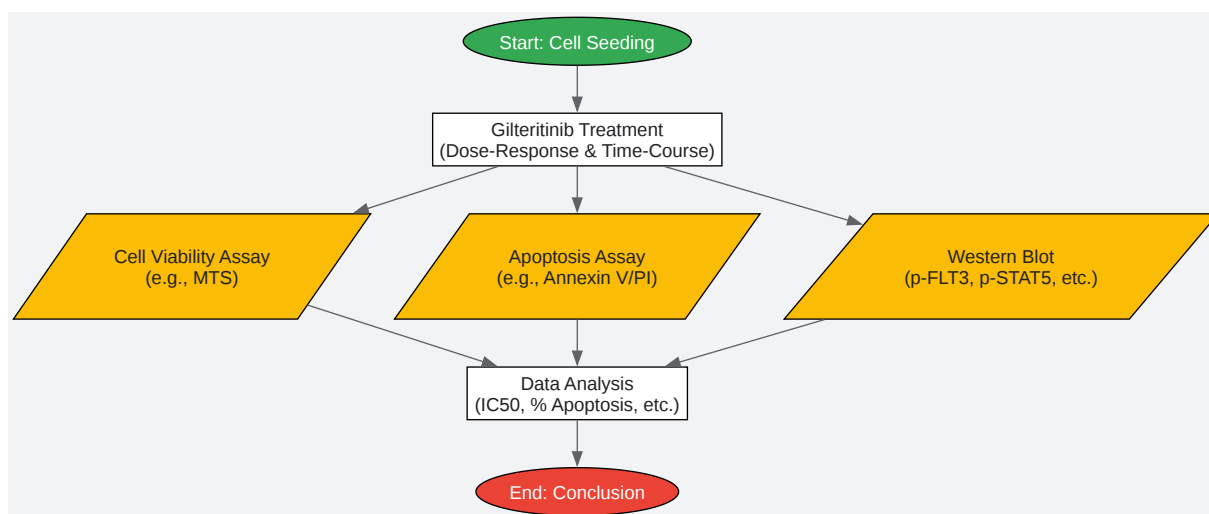 Start: Cell Seeding
Gilteritinib Treatment
(Dose-Response & Time-Course)
Cell Viability Assay
(e.g., MTS)
Apoptosis Assay
(e.g., Annexin V/PI)
Western Blot
(p-FLT3, p-STAT5, etc.)
Data Analysis
(IC50, % Apoptosis, etc.)
End: Conclusion